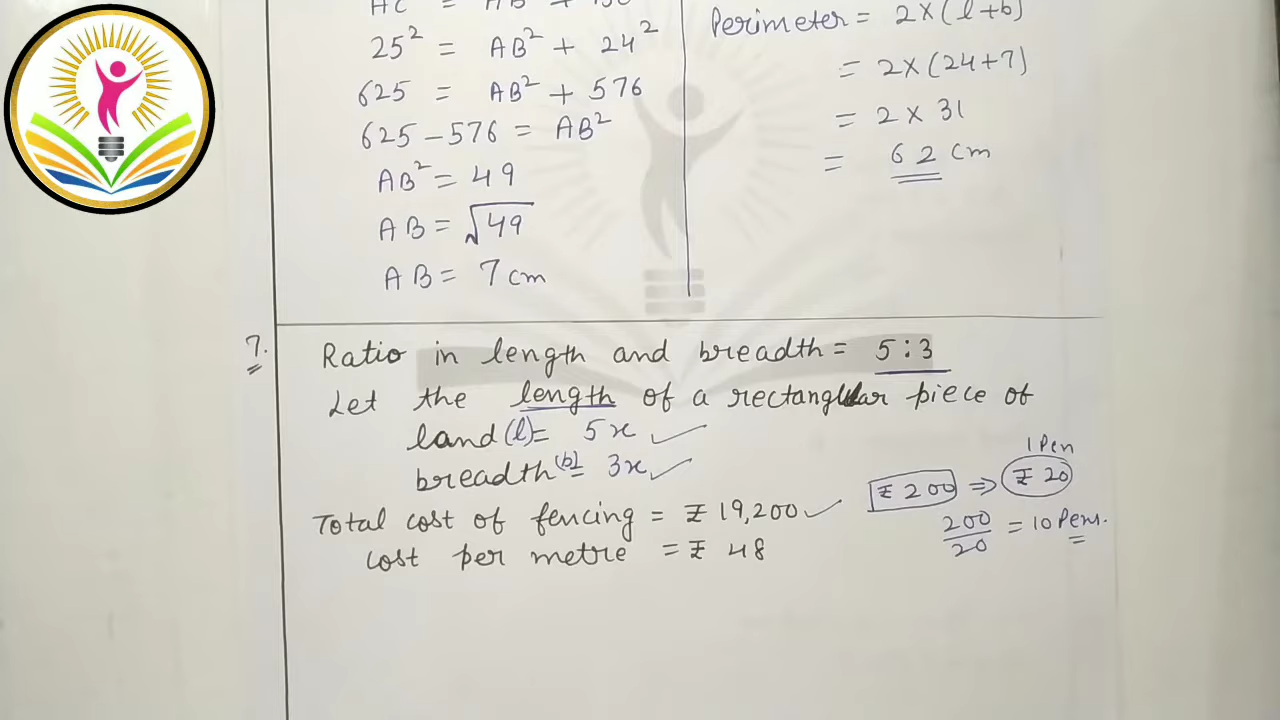 25² = AB² + 24²
625 = AB² + 576
625 – 576 = AB²
AB² = 49
AB = √49
AB = 7 cm
Perimeter = 2 × (l + b)
= 2 × (24 + 7)
= 2 × 31
= 62 cm
7. Ratio in length and breadth = 5 : 3
Let the length of a rectangular piece of
land (l) = 5x ✓
breadth (b) = 3x ✓
Total cost of fencing = ₹ 19,200 ✓
cost per metre = ₹ 48
1 Pen
₹ 200 ⇒ ₹ 20
200/20 = 10 Pens.